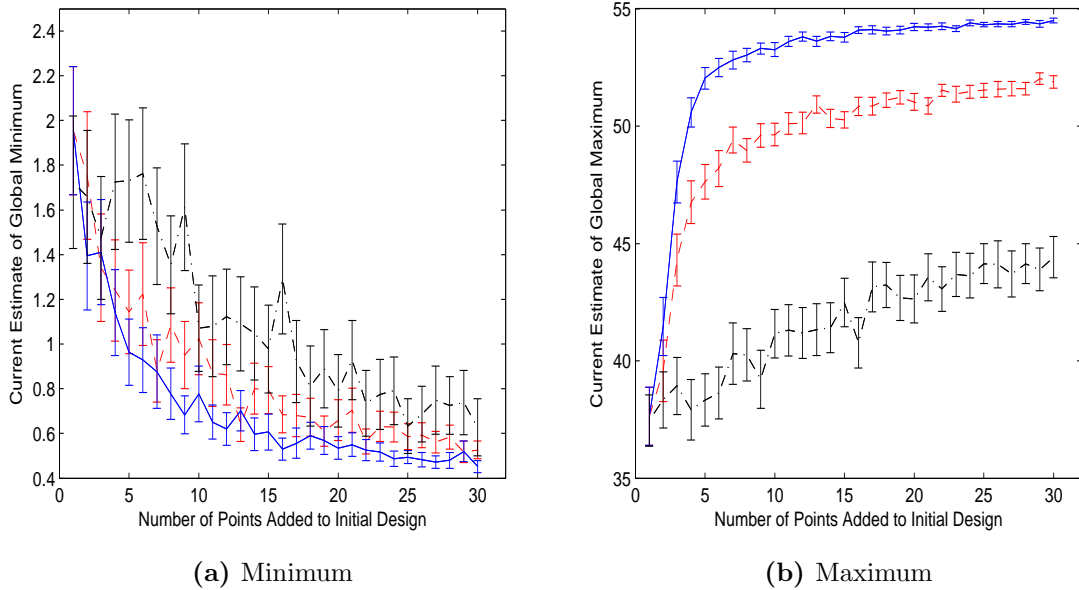 Current Estimate of Global Minimum
2.4
2.2
2
1.8
1.6
1.4
1.2
1
0.8
0.6
0.4
0 5 10 15 20 25 30
Number of Points Added to Initial Design
(a) Minimum
Current Estimate of Global Maximum
55
50
45
40
35
0 5 10 15 20 25 30
Number of Points Added to Initial Design
(b) Maximum